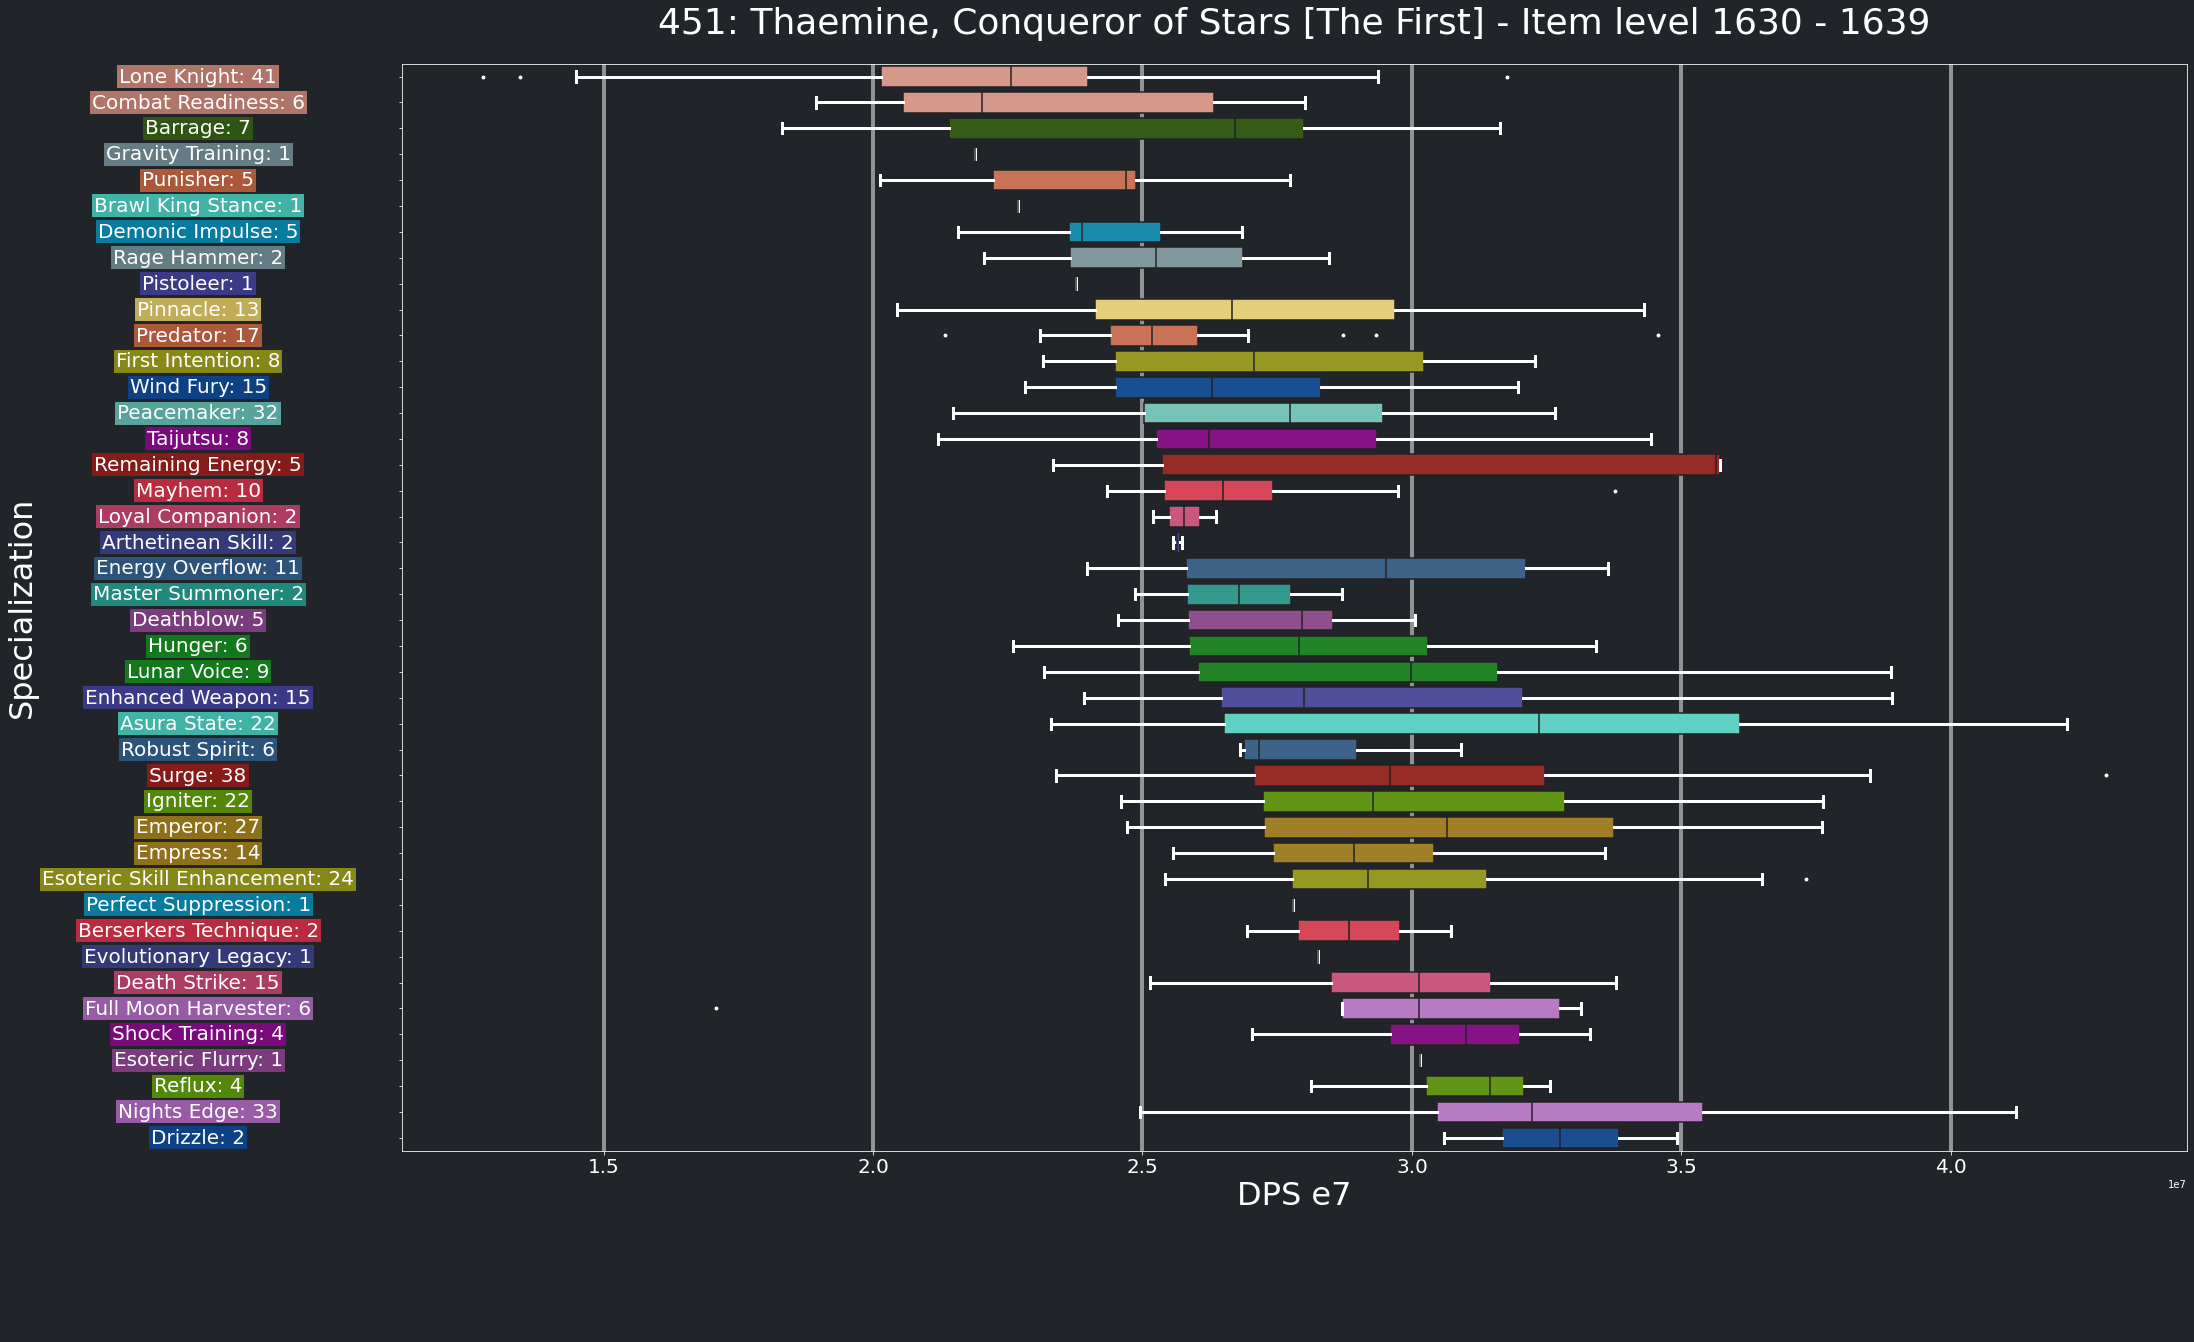 451: Thaemine, Conqueror of Stars [The First] - Item level 1630 - 1639
Specialization
Lone Knight: 41
Combat Readiness: 6
Barrage: 7
Gravity Training: 1
Punisher: 5
Brawl King Stance: 1
Demonic Impulse: 5
Rage Hammer: 2
Pistoleer: 1
Pinnacle: 13
Predator: 17
First Intention: 8
Wind Fury: 15
Peacemaker: 32
Taijutsu: 8
Remaining Energy: 5
Mayhem: 10
Loyal Companion: 2
Arthetinean Skill: 2
Energy Overflow: 11
Master Summoner: 2
Deathblow: 5
Hunger: 6
Lunar Voice: 9
Enhanced Weapon: 15
Asura State: 22
Robust Spirit: 6
Surge: 38
Igniter: 22
Emperor: 27
Empress: 14
Esoteric Skill Enhancement: 24
Perfect Suppression: 1
Berserkers Technique: 2
Evolutionary Legacy: 1
Death Strike: 15
Full Moon Harvester: 6
Shock Training: 4
Esoteric Flurry: 1
Reflux: 4
Nights Edge: 33
Drizzle: 2
1.5 2.0 2.5 3.0 3.5 4.0
1e7
DPS e7